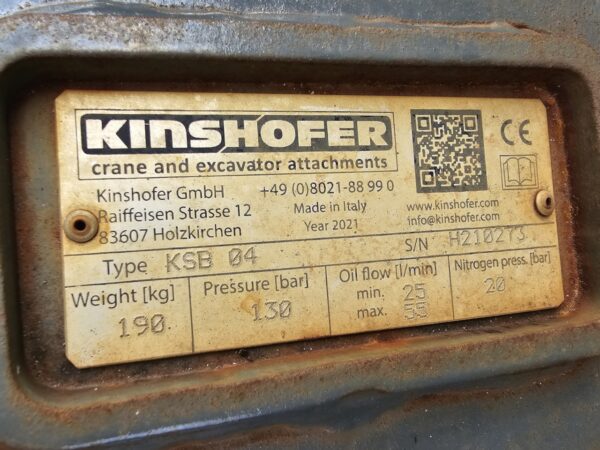 KINSHOFER
crane and excavator attachments
CE
Kinshofer GmbH +49 (0)8021-88 99 0
Raiffeisen Strasse 12 Made in Italy www.kinshofer.com
83607 Holzkirchen Year 2021 info@kinshofer.com
Type KSB 04 S/N H210273
Weight [kg] Pressure [bar] Oil flow [l/min] Nitrogen press. [bar]
190 130 min. 25 20
max. 55